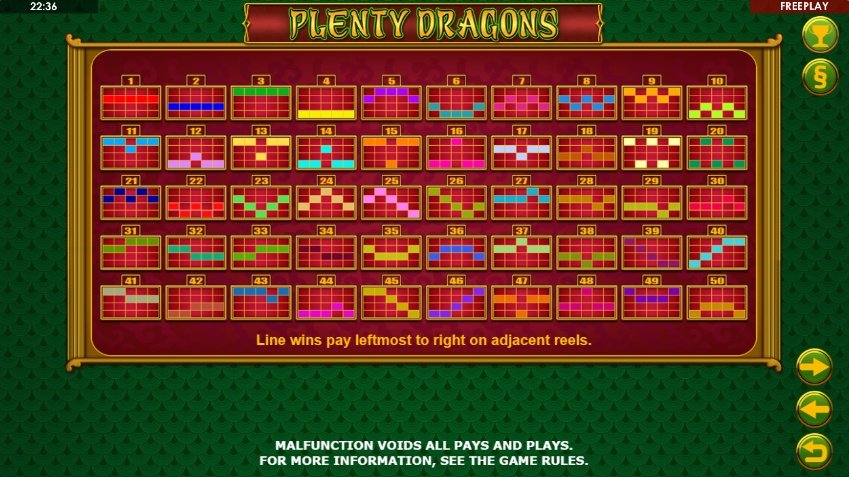 22:36
FREEPLAY
PLENTY DRAGONS
§
1 2 3 4 5 6 7 8 9 10
11 12 13 14 15 16 17 18 19 20
21 22 23 24 25 26 27 28 29 30
31 32 33 34 35 36 37 38 39 40
41 42 43 44 45 46 47 48 49 50
Line wins pay leftmost to right on adjacent reels.
MALFUNCTION VOIDS ALL PAYS AND PLAYS.
FOR MORE INFORMATION, SEE THE GAME RULES.